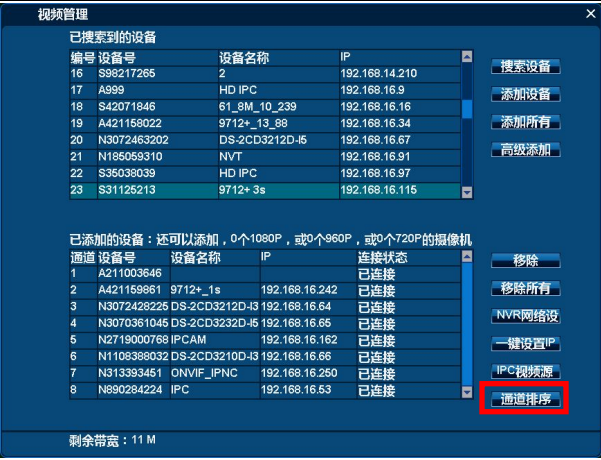 视频管理
已搜索到的设备
编号 设备号 设备名称 IP
16 S98217265 2 192.168.14.210
17 A999 HD IPC 192.168.16.9
18 S42071846 61_8M_10_239 192.168.16.16
19 A421158022 9712+_13_88 192.168.16.34
20 N3072463202 DS-2CD3212D-I5 192.168.16.67
21 N185059310 NVT 192.168.16.91
22 S35038039 HD IPC 192.168.16.97
23 S31125213 9712+ 3s 192.168.16.115
搜索设备
添加设备
添加所有
高级添加
已添加的设备：还可以添加，0个1080P，或0个960P，或0个720P的摄像机
通道 设备号 设备名称 IP 连接状态
1 A211003646 已连接
2 A421159861 9712+_1s 192.168.16.242 已连接
3 N3072428225 DS-2CD3212D-I3 192.168.16.64 已连接
4 N3070361045 DS-2CD3232D-I5 192.168.16.65 已连接
5 N2719000768 IPCAM 192.168.16.162 已连接
6 N1108388032 DS-2CD3210D-I3 192.168.16.66 已连接
7 N313393451 ONVIF_IPNC 192.168.16.250 已连接
8 N890284224 IPC 192.168.16.53 已连接
移除
移除所有
NVR网络设
一键设置IP
IPC视频源
通道排序
剩余带宽：11 M